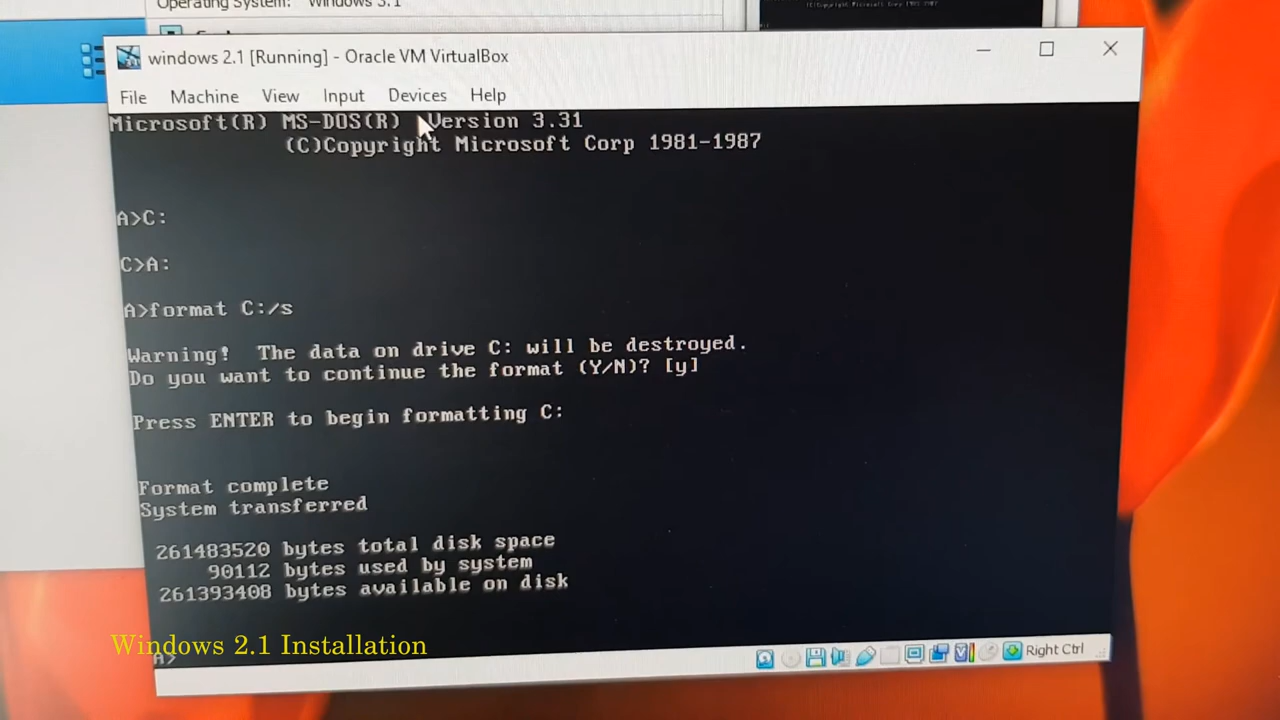 Operating System: Windows 3.1
windows 2.1 [Running] - Oracle VM VirtualBox
File Machine View Input Devices Help
Microsoft(R) MS-DOS(R) Version 3.31
(C)Copyright Microsoft Corp 1981-1987
A>C:
C>A:
A>format C:/s
Warning! The data on drive C: will be destroyed.
Do you want to continue the format (Y/N)? [y]
Press ENTER to begin formatting C:
Format complete
System transferred
261483520 bytes total disk space
90112 bytes used by system
261393408 bytes available on disk
Windows 2.1 Installation
A>
Right Ctrl